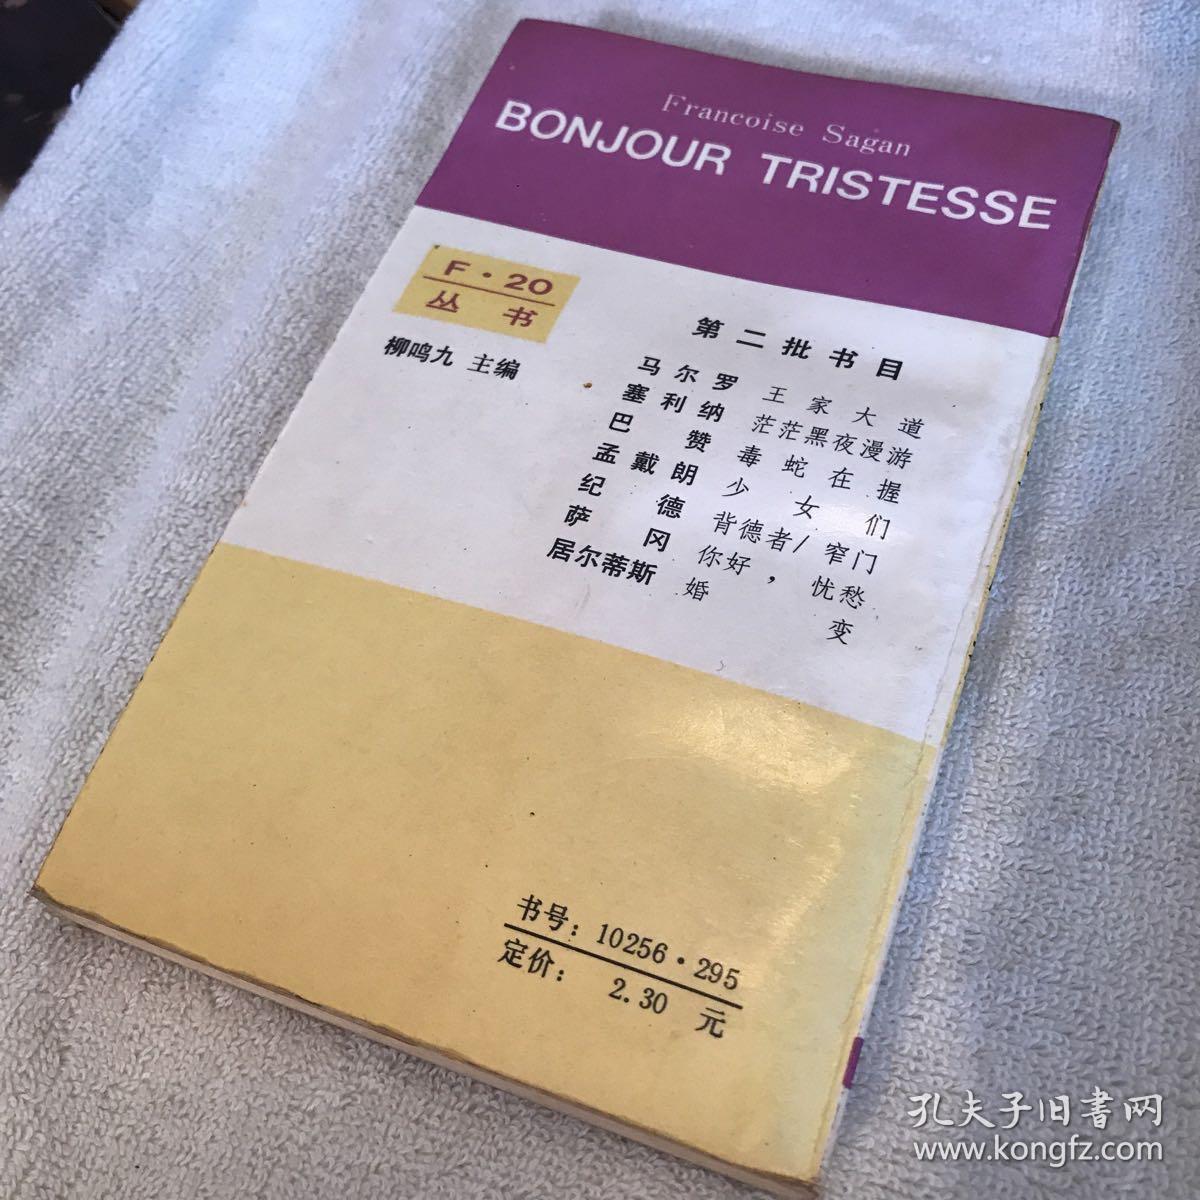 Francoise Sagan
BONJOUR TRISTESSE
F·20
丛书
柳鸣九 主编
第二批书目
马尔罗 王家大道
塞利纳 茫茫黑夜漫游
巴赞 毒蛇在握
孟戴朗 少女们
纪德 背德者/窄门
萨冈 你好，忧愁
居尔蒂斯 婚变
书号：10256·295
定价：2.30 元
孔夫子旧書网
www.kongfz.com